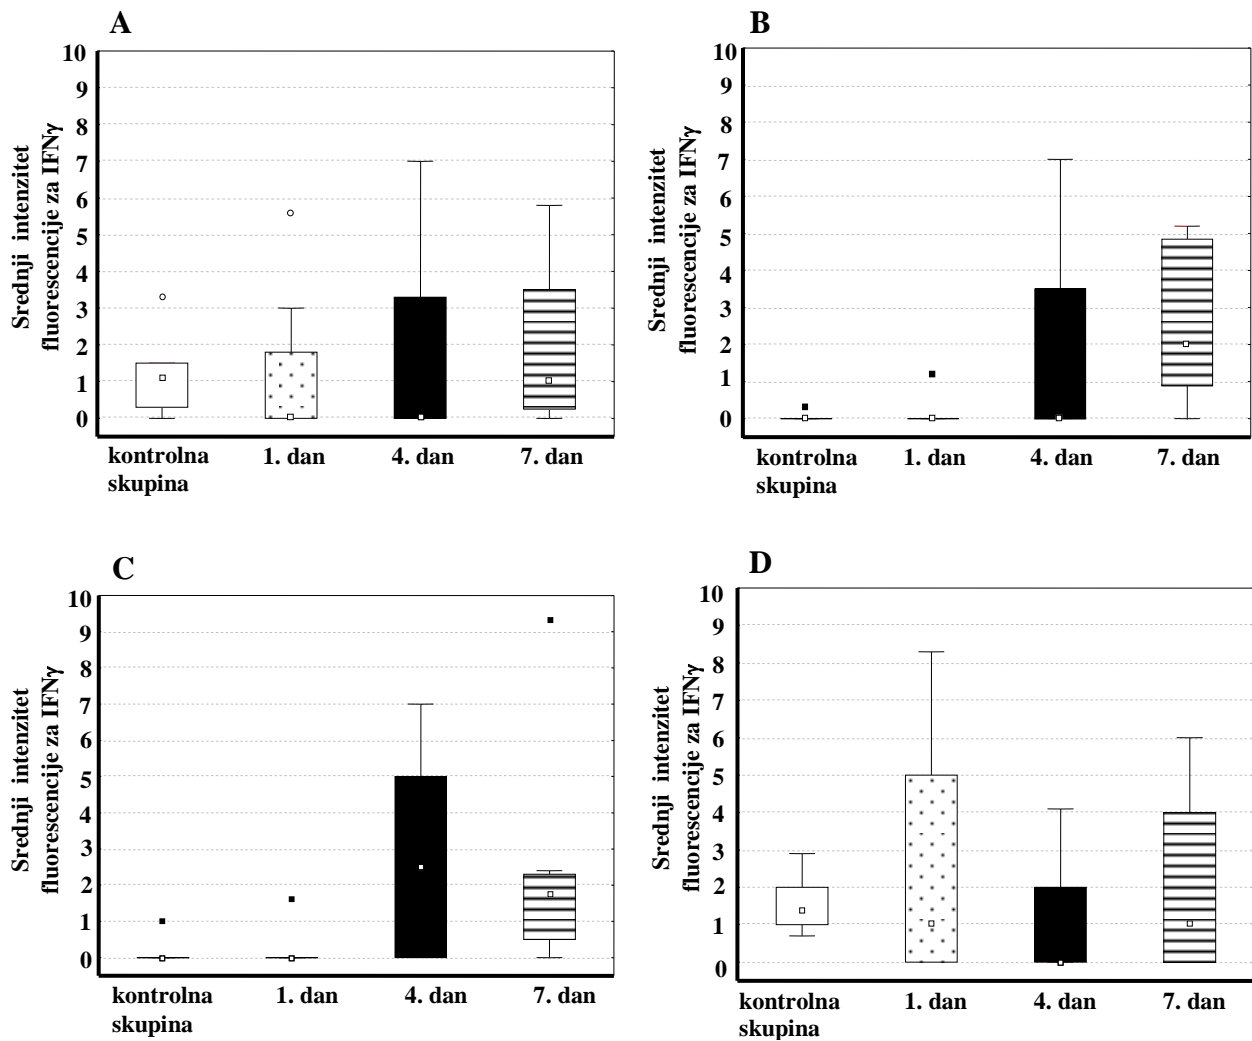 A
10
9
8
7
6
5
4
3
2
1
0
Srednji intenzitet
fluorescencije za IFNγ
kontrolna
skupina
1. dan
4. dan
7. dan
B
10
9
8
7
6
5
4
3
2
1
0
Srednji intenzitet
fluorescencije za IFNγ
kontrolna
skupina
1. dan
4. dan
7. dan
C
10
9
8
7
6
5
4
3
2
1
0
Srednji intenzitet
fluorescencije za IFNγ
kontrolna
skupina
1. dan
4. dan
7. dan
D
10
9
8
7
6
5
4
3
2
1
0
Srednji intenzitet
fluorescencije za IFNγ
kontrolna
skupina
1. dan
4. dan
7. dan